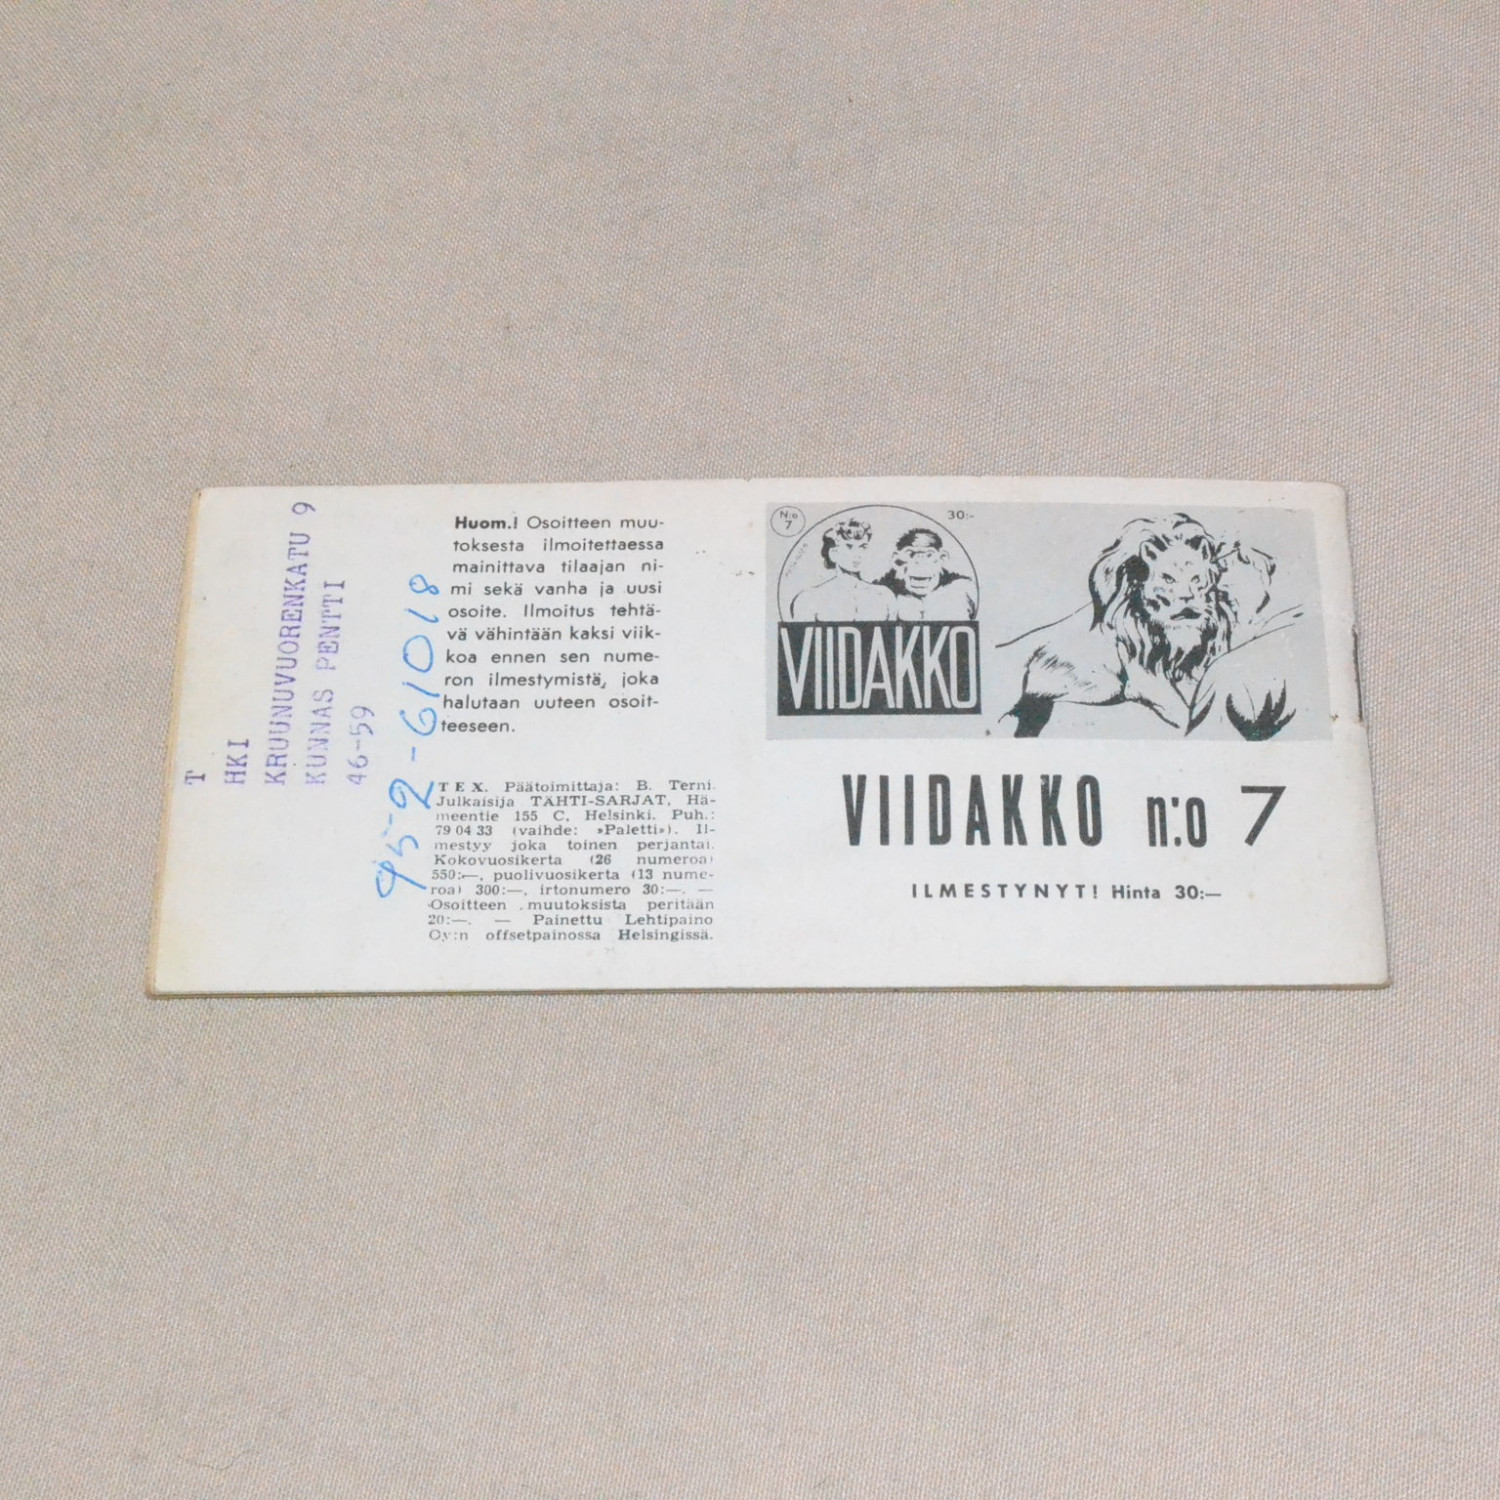 T
HKI
KRUUNUVUORENKATU 9
KUNNAS PENTTI
46-59
95-2-61018
Huom.! Osoitteen muu-
toksesta ilmoitettaessa
mainittava tilaajan ni-
mi sekä vanha ja uusi
osoite. Ilmoitus tehtä-
vä vähintään kaksi viik-
koa ennen sen nume-
ron ilmestymistä, joka
halutaan uuteen osoit-
teeseen.
TEX. Päätoimittaja: B. Terni.
Julkaisija TÄHTI-SARJAT, Hä-
meentie 155 C, Helsinki. Puh.:
79 04 33 (vaihde: »Paletti»). Il-
mestyy joka toinen perjantai.
Kokovuosikerta (26 numeroa)
550:—, puolivuosikerta (13 nume-
roa) 300:—, irtonumero 30:—. —
Osoitteen muutoksista peritään
20:—. — Painettu Lehtipaino
Oy:n offsetpainossa Helsingissä.
N:o
7
30:-
VIIDAKKO
VIIDAKKO n:o 7
ILMESTYNYT! Hinta 30:—